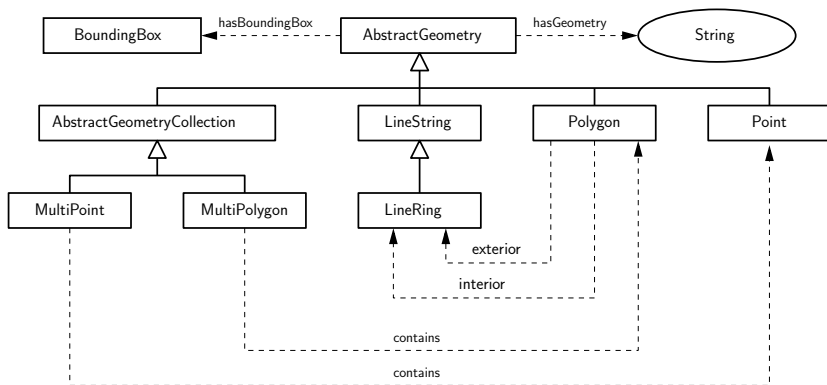 BoundingBox
hasBoundingBox
AbstractGeometry
hasGeometry
String
AbstractGeometryCollection
LineString
Polygon
Point
MultiPoint
MultiPolygon
LineRing
exterior
interior
contains
contains